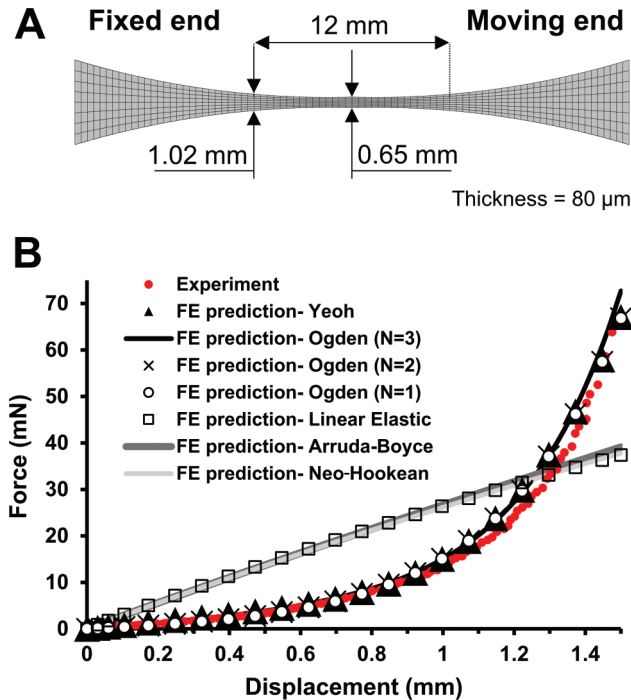 A
Fixed end
12 mm
Moving end
1.02 mm
0.65 mm
Thickness = 80 µm
B
Experiment
FE prediction- Yeoh
FE prediction- Ogden (N=3)
FE prediction- Ogden (N=2)
FE prediction- Ogden (N=1)
FE prediction- Linear Elastic
FE prediction- Arruda-Boyce
FE prediction- Neo-Hookean
Force (mN)
70
60
50
40
30
20
10
0
0 0.2 0.4 0.6 0.8 1.0 1.2 1.4
Displacement (mm)